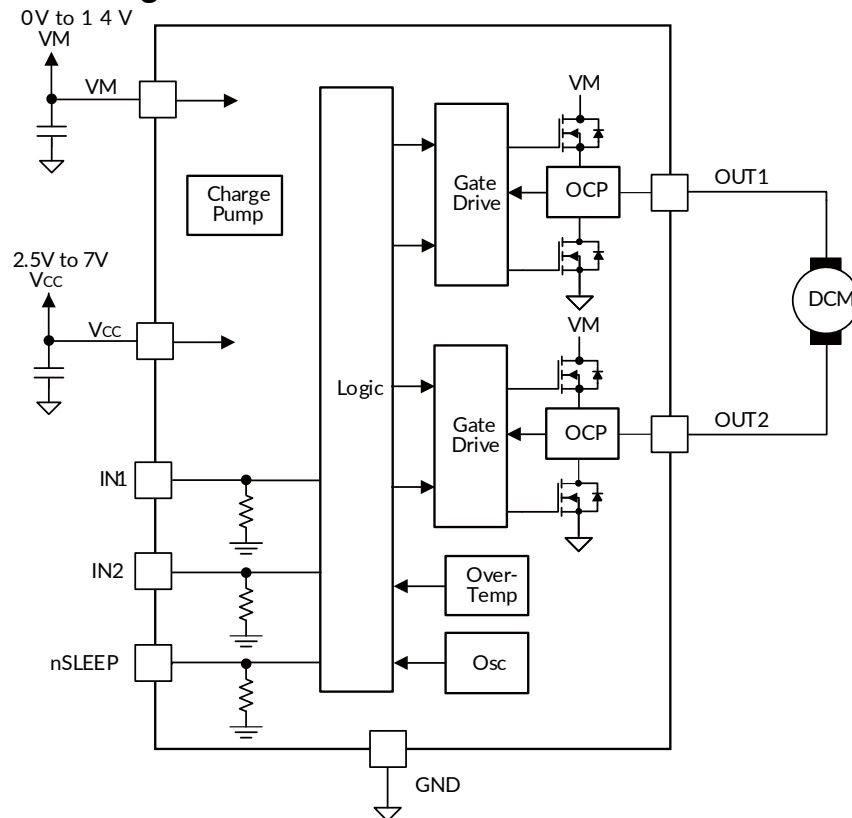 0V to 1 4 V
VM
VM
VM
Charge
Pump
Gate
Drive
OCP
OUT1
2.5V to 7V
VCC
VCC
DCM
VM
Logic
Gate
Drive
OCP
OUT2
IN1
IN2
Over-
Temp
nSLEEP
Osc
GND